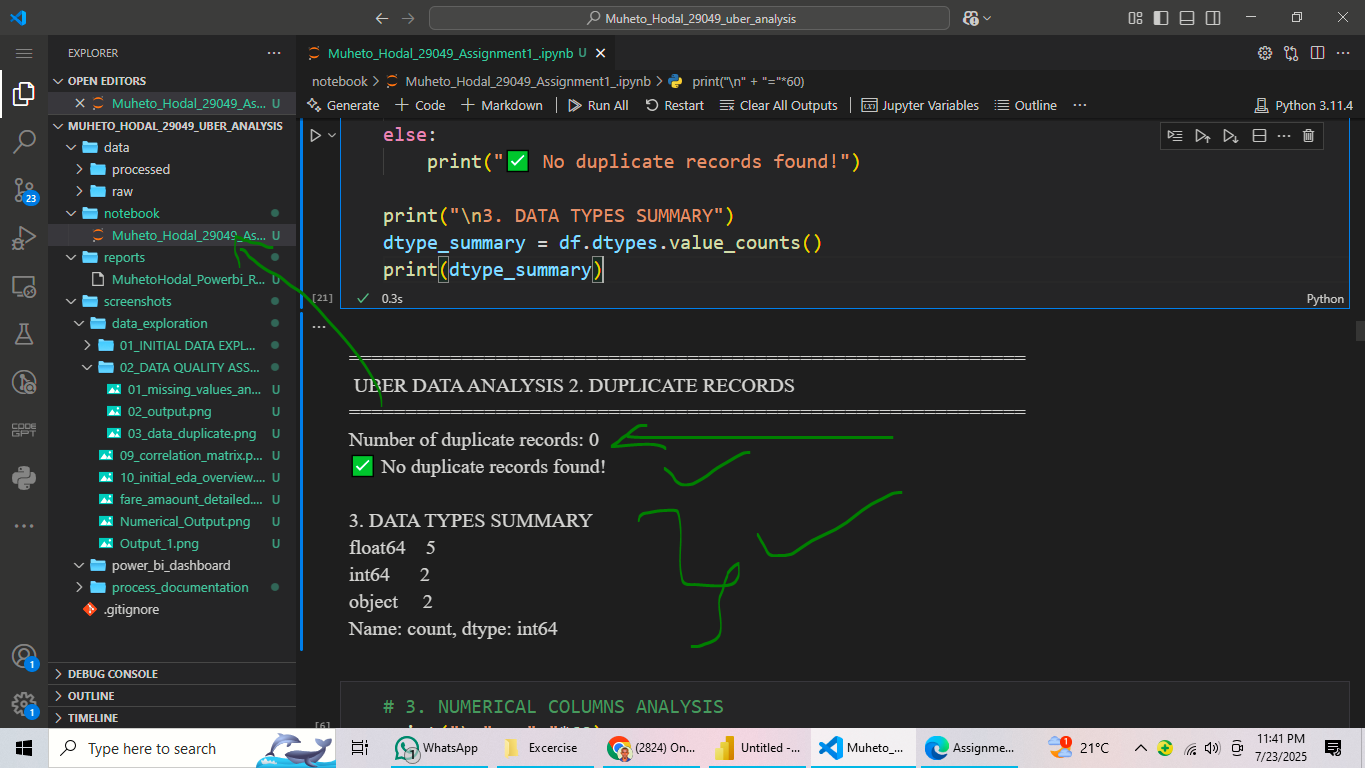 Muheto_Hodal_29049_uber_analysis
EXPLORER
OPEN EDITORS
Muheto_Hodal_29049_As... U
MUHETO_HODAL_29049_UBER_ANALYSIS
data
processed
raw
notebook
Muheto_Hodal_29049_As... U
reports
MuhetoHodal_Powerbi_R... U
screenshots
data_exploration
01_INITIAL DATA EXPL...
02_DATA QUALITY ASS...
01_missing_values_an... U
02_output.png U
03_data_duplicate.png U
09_correlation_matrix.p... U
10_initial_eda_overview.... U
fare_amaount_detailed.... U
Numerical_Output.png U
Output_1.png U
power_bi_dashboard
process_documentation
.gitignore
DEBUG CONSOLE
OUTLINE
TIMELINE
23
CODE
GPT
1
1
Muheto_Hodal_29049_Assignment1_.ipynb U
notebook > Muheto_Hodal_29049_Assignment1_.ipynb > print("\n" + "="*60)
Generate + Code + Markdown Run All Restart Clear All Outputs Jupyter Variables Outline ... Python 3.11.4
else:
print("✅ No duplicate records found!")
print("\n3. DATA TYPES SUMMARY")
dtype_summary = df.dtypes.value_counts()
print(dtype_summary)
[21] 0.3s Python
============================================================
UBER DATA ANALYSIS 2. DUPLICATE RECORDS
============================================================
Number of duplicate records: 0
✅ No duplicate records found!
3. DATA TYPES SUMMARY
float64 5
int64 2
object 2
Name: count, dtype: int64
# 3. NUMERICAL COLUMNS ANALYSIS
[6]
Type here to search
1
WhatsApp
Excercise
(2824) On...
Untitled -...
Muheto_...
Assignme...
1
21°C
11:41 PM
7/23/2025